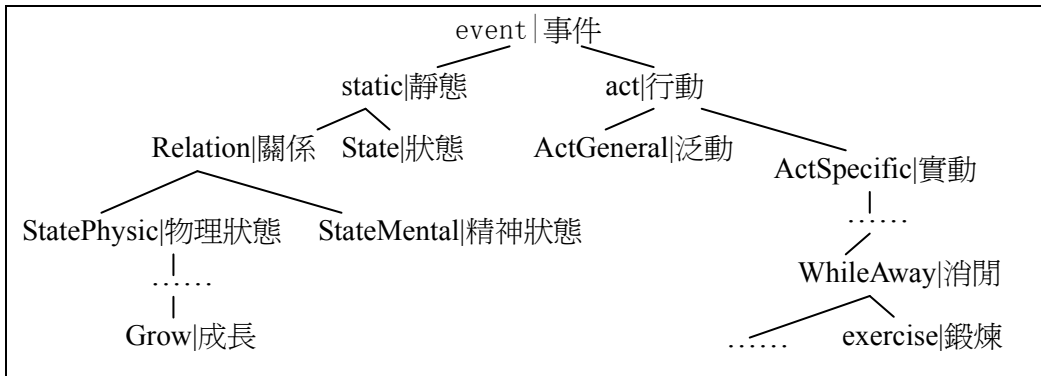 event|事件
static|靜態 act|行動
Relation|關係 State|狀態 ActGeneral|泛動
ActSpecific|實動
StatePhysic|物理狀態 StateMental|精神狀態 ……
…… WhileAway|消閒
Grow|成長 …… exercise|鍛煉